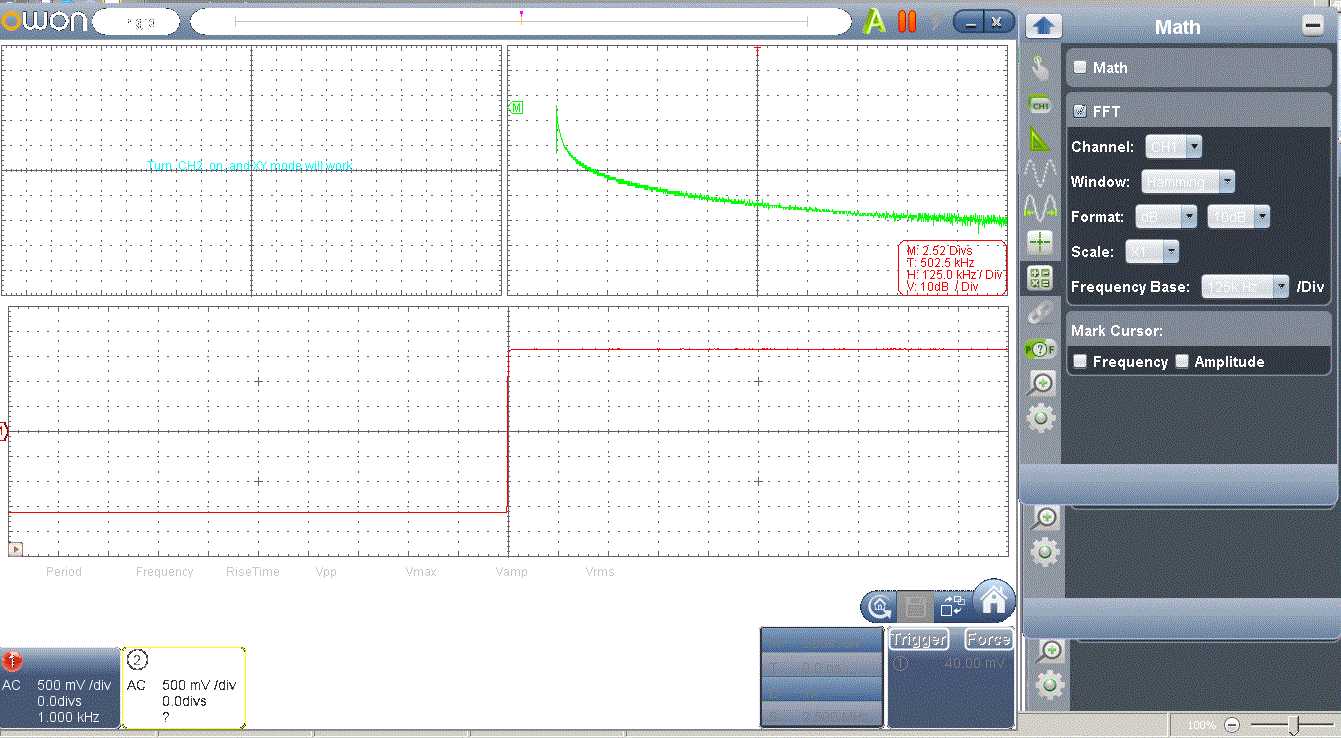 owon
Math
Math
FFT
Channel: CH1
Window: Hamming
Format: dB 10dB
Scale: X1
Frequency Base: 125kHz /Div
Mark Cursor:
Frequency Amplitude
Turn CH2 on, and XY mode will work
M
M: 2.52 Divs
T: 502.5 kHz
H: 125.0 kHz / Div
V: 10dB / Div
1
Period Frequency RiseTime Vpp Vmax Vamp Vrms
CH1
P?F
1
AC 500 mV /div
0.0divs
1.000 kHz
2
AC 500 mV /div
0.0divs
?
Trigger Force
1 40.00 mV
100%